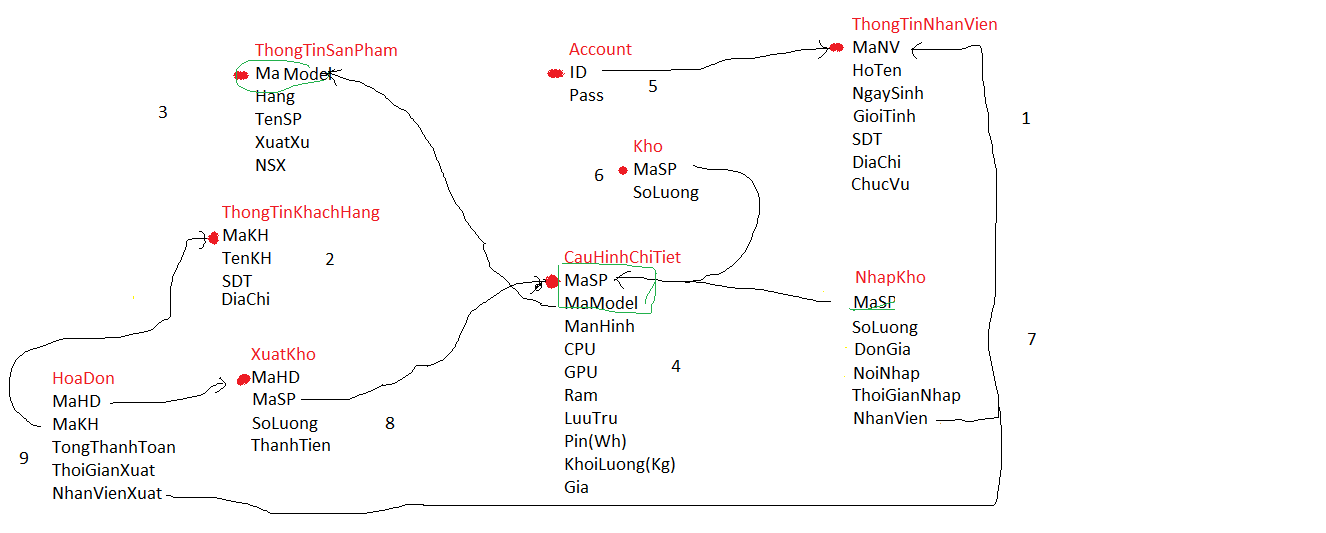 ThongTinNhanVien
MaNV
HoTen
NgaySinh
GioiTinh
SDT
DiaChi
ChucVu
1
ThongTinSanPham
Ma Model
Hang
TenSP
XuatXu
NSX
3
Account
ID
Pass
5
Kho
MaSP
SoLuong
6
ThongTinKhachHang
MaKH
TenKH
SDT
DiaChi
2
CauHinhChiTiet
MaSP
MaModel
ManHinh
CPU
GPU
Ram
LuuTru
Pin(Wh)
KhoiLuong(Kg)
Gia
4
NhapKho
MaSP
SoLuong
DonGia
NoiNhap
ThoiGianNhap
NhanVien
7
XuatKho
MaHD
MaSP
SoLuong
ThanhTien
8
HoaDon
MaHD
MaKH
TongThanhToan
ThoiGianXuat
NhanVienXuat
9